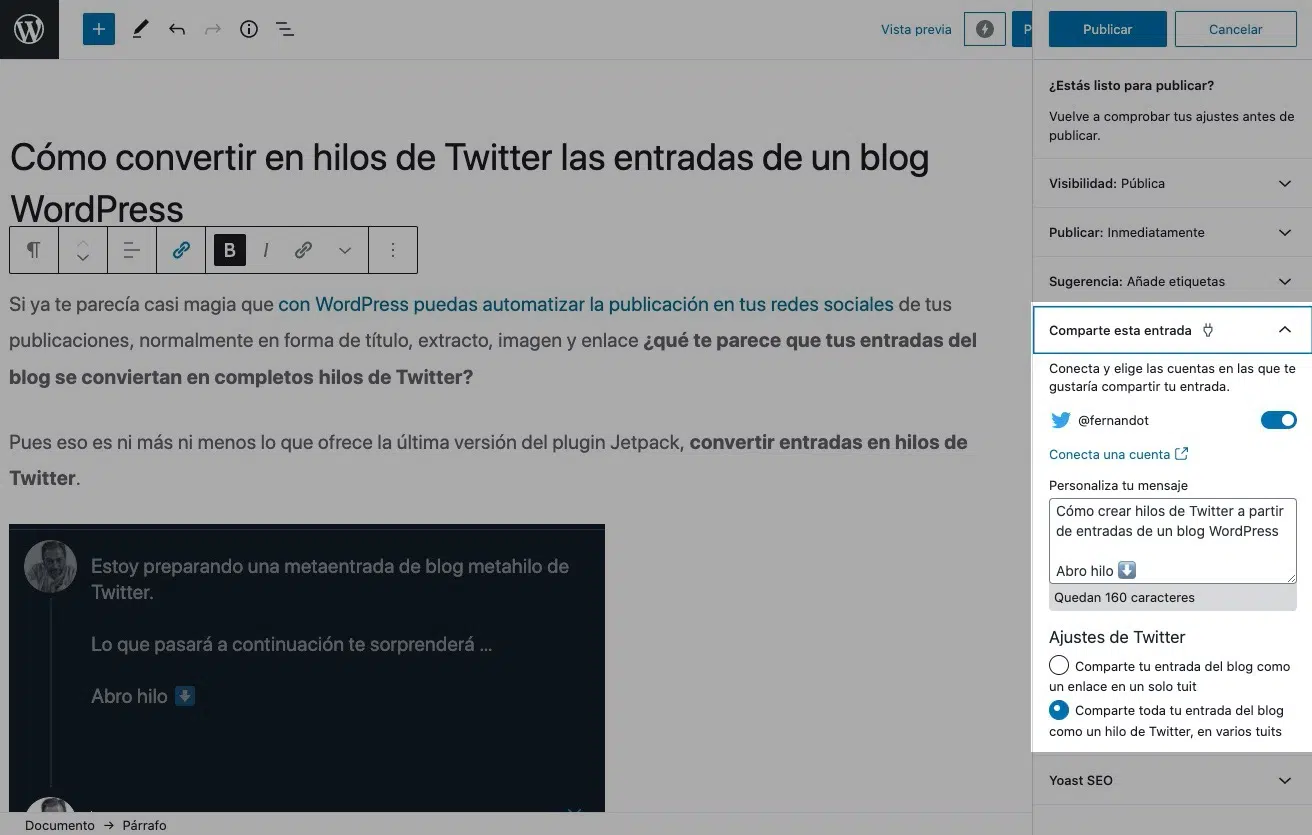 Vista previa
P
Publicar
Cancelar
¿Estás listo para publicar?
Vuelve a comprobar tus ajustes antes de
publicar.
Visibilidad: Pública
Publicar: Inmediatamente
Sugerencia: Añade etiquetas
Comparte esta entrada
Conecta y elige las cuentas en las que te
gustaría compartir tu entrada.
@fernandot
Conecta una cuenta
Personaliza tu mensaje
Cómo crear hilos de Twitter a partir
de entradas de un blog WordPress
Abro hilo ⬇️
Quedan 160 caracteres
Ajustes de Twitter
Comparte tu entrada del blog como
un enlace en un solo tuit
Comparte toda tu entrada del blog
como un hilo de Twitter, en varios tuits
Yoast SEO
Cómo convertir en hilos de Twitter las entradas de un blog
WordPress
B I
Si ya te parecía casi magia que con WordPress puedas automatizar la publicación en tus redes sociales de tus
publicaciones, normalmente en forma de título, extracto, imagen y enlace ¿qué te parece que tus entradas del
blog se conviertan en completos hilos de Twitter?
Pues eso es ni más ni menos lo que ofrece la última versión del plugin Jetpack, convertir entradas en hilos de
Twitter.
Estoy preparando una metaentrada de blog metahilo de
Twitter.
Lo que pasará a continuación te sorprenderá ...
Abro hilo ⬇️
Documento → Párrafo